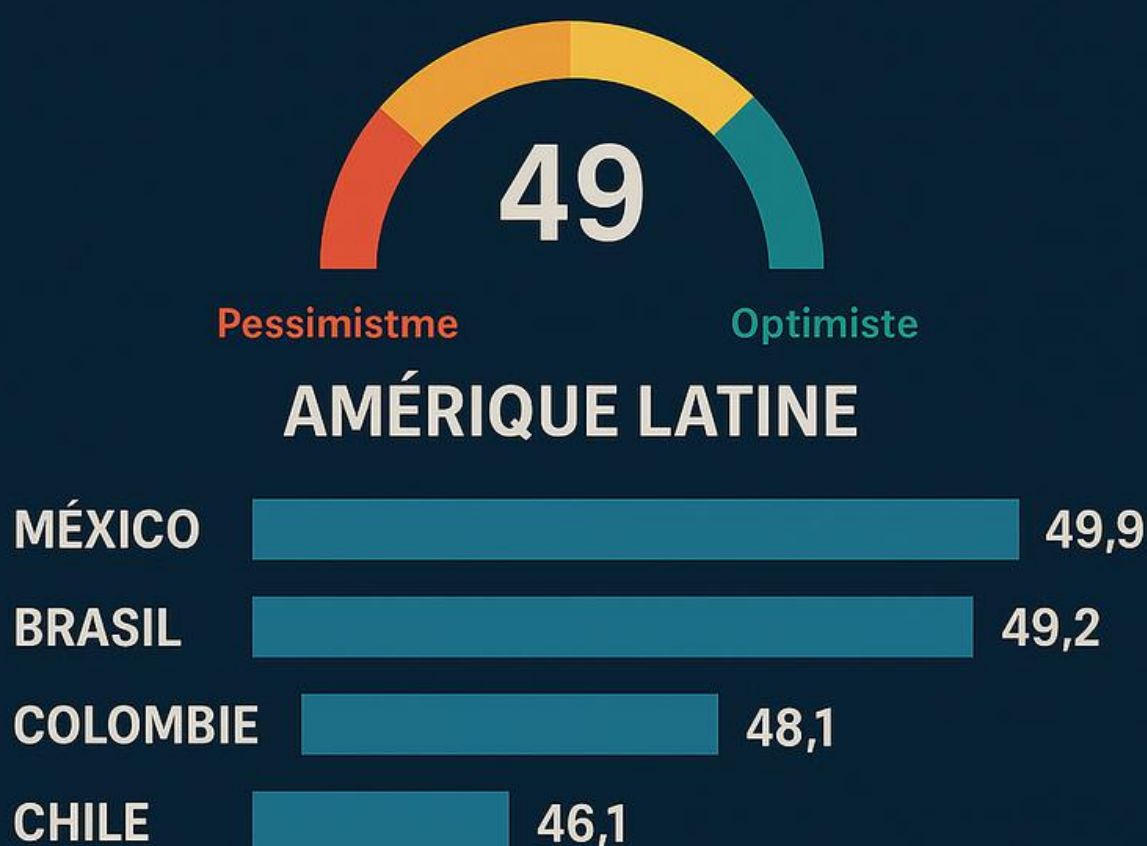 49
Pessimistme
Optimiste
AMÉRIQUE LATINE
MÉXICO 49,9
BRASIL 49,2
COLOMBIE 48,1
CHILE 46,1